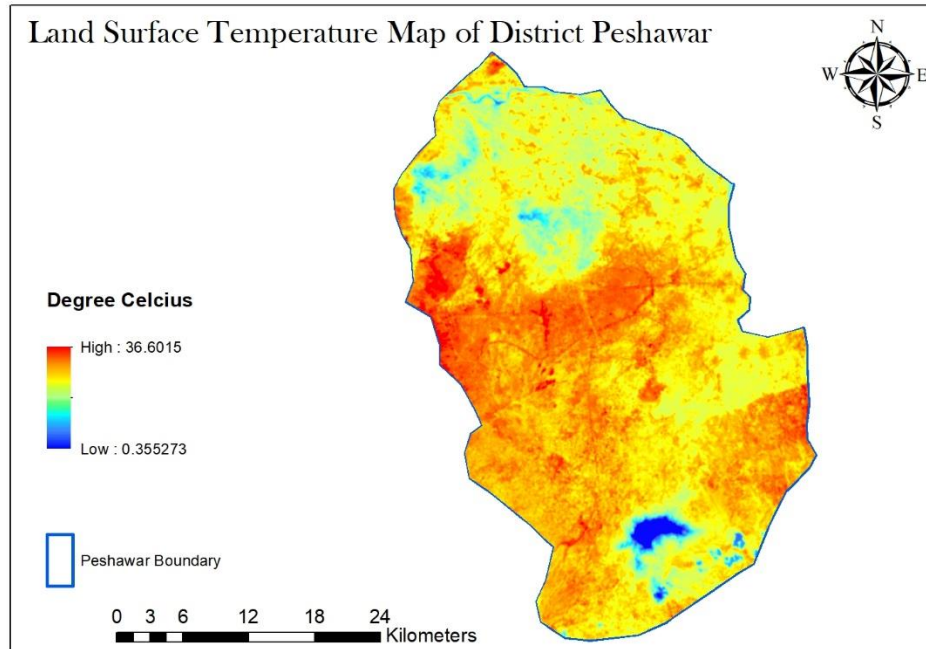 Land Surface Temperature Map of District Peshawar
N
W E
S
Degree Celcius
High : 36.6015
Low : 0.355273
Peshawar Boundary
0 3 6 12 18 24
Kilometers